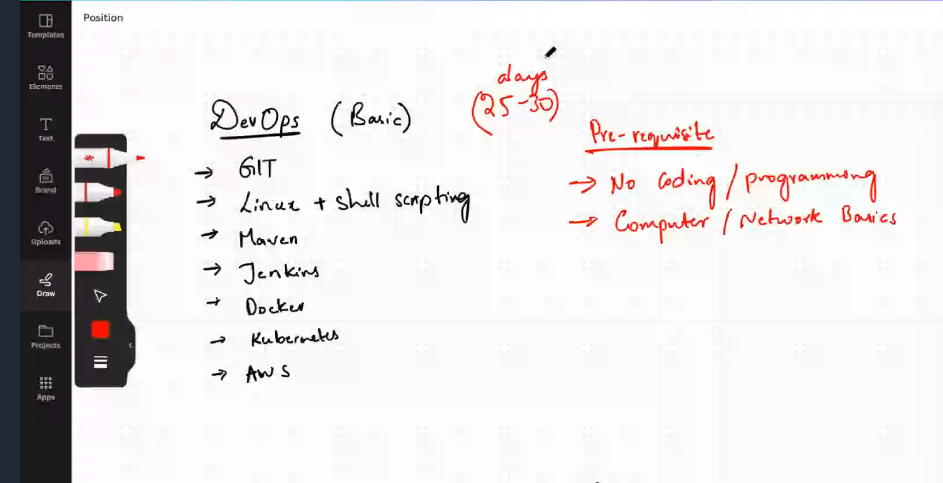 Position
Templates
Elements
Text
Brand
Uploads
Draw
Projects
Apps
DevOps (Basic)
days
(25-30)
→ GIT
→ Linux + shell scripting
→ Maven
→ Jenkins
→ Docker
→ Kubernetes
→ AWS
Pre-requisite
→ No Coding / programming
→ Computer / Network Basics